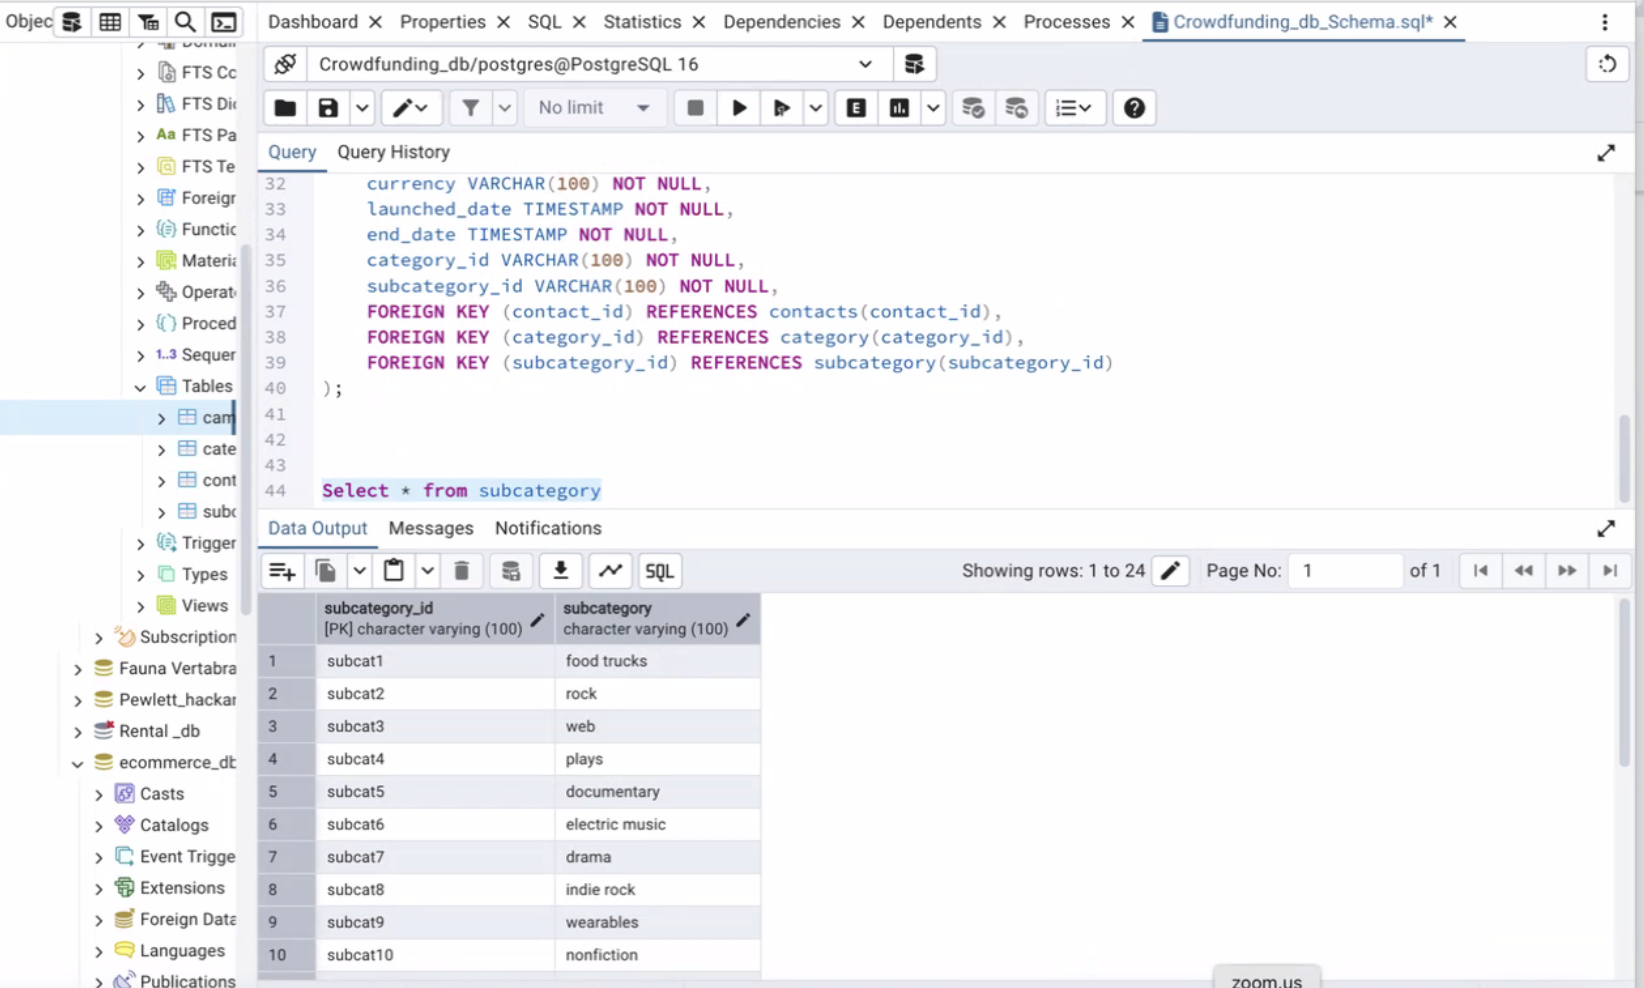 Objec
Dashboard
Properties
SQL
Statistics
Dependencies
Dependents
Processes
Crowdfunding_db_Schema.sql*
Crowdfunding_db/postgres@PostgreSQL 16
No limit
Query
Query History
32 currency VARCHAR(100) NOT NULL,
33 launched_date TIMESTAMP NOT NULL,
34 end_date TIMESTAMP NOT NULL,
35 category_id VARCHAR(100) NOT NULL,
36 subcategory_id VARCHAR(100) NOT NULL,
37 FOREIGN KEY (contact_id) REFERENCES contacts(contact_id),
38 FOREIGN KEY (category_id) REFERENCES category(category_id),
39 FOREIGN KEY (subcategory_id) REFERENCES subcategory(subcategory_id)
40 );
41
42
43
44 Select * from subcategory
Data Output
Messages
Notifications
SQL
Showing rows: 1 to 24
Page No: 1 of 1
subcategory_id
[PK] character varying (100)
subcategory
character varying (100)
1 subcat1 food trucks
2 subcat2 rock
3 subcat3 web
4 subcat4 plays
5 subcat5 documentary
6 subcat6 electric music
7 subcat7 drama
8 subcat8 indie rock
9 subcat9 wearables
10 subcat10 nonfiction
FTS Cc
FTS Dic
Aa FTS Pa
FTS Te
Foreigr
Functic
Materia
Operat
Proced
1..3 Sequer
Tables
cam
cate
cont
subc
Trigger
Types
Views
Subscription
Fauna Vertabra
Pewlett_hackar
Rental _db
ecommerce_db
Casts
Catalogs
Event Trigge
Extensions
Foreign Data
Languages
Publications
zoom.us